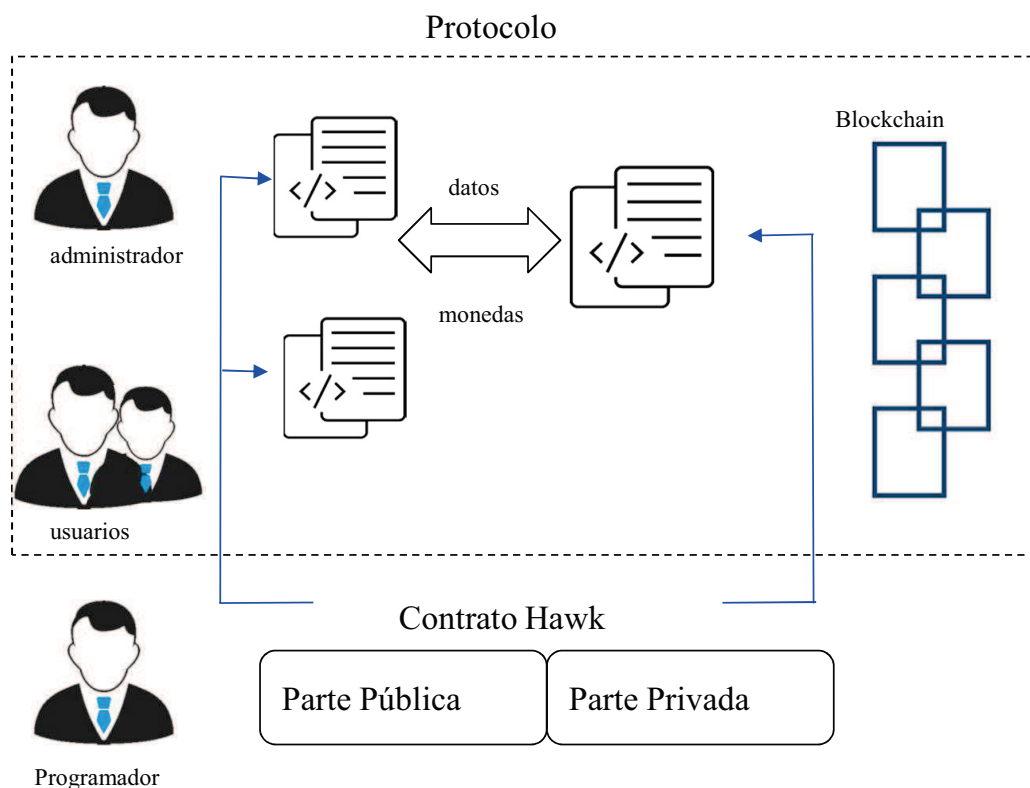 Protocolo
Blockchain
datos
administrador
monedas
usuarios
Contrato Hawk
Parte Pública
Parte Privada
Programador